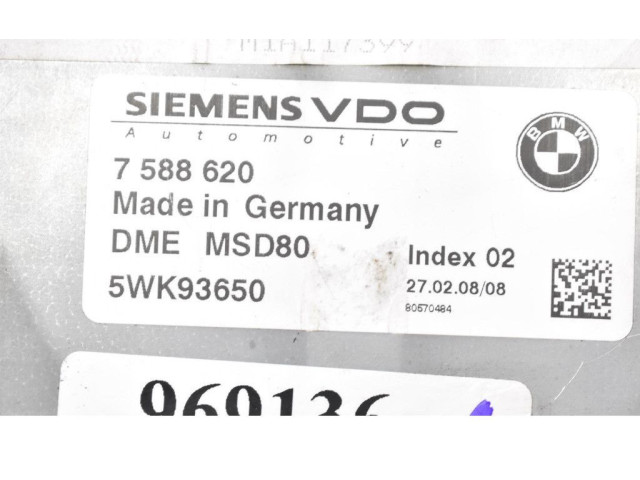 SIEMENS VDO
Automotive
BMW
7 588 620
Made in Germany
DME MSD80
Index 02
5WK93650
27.02.08/08
80570484
969136